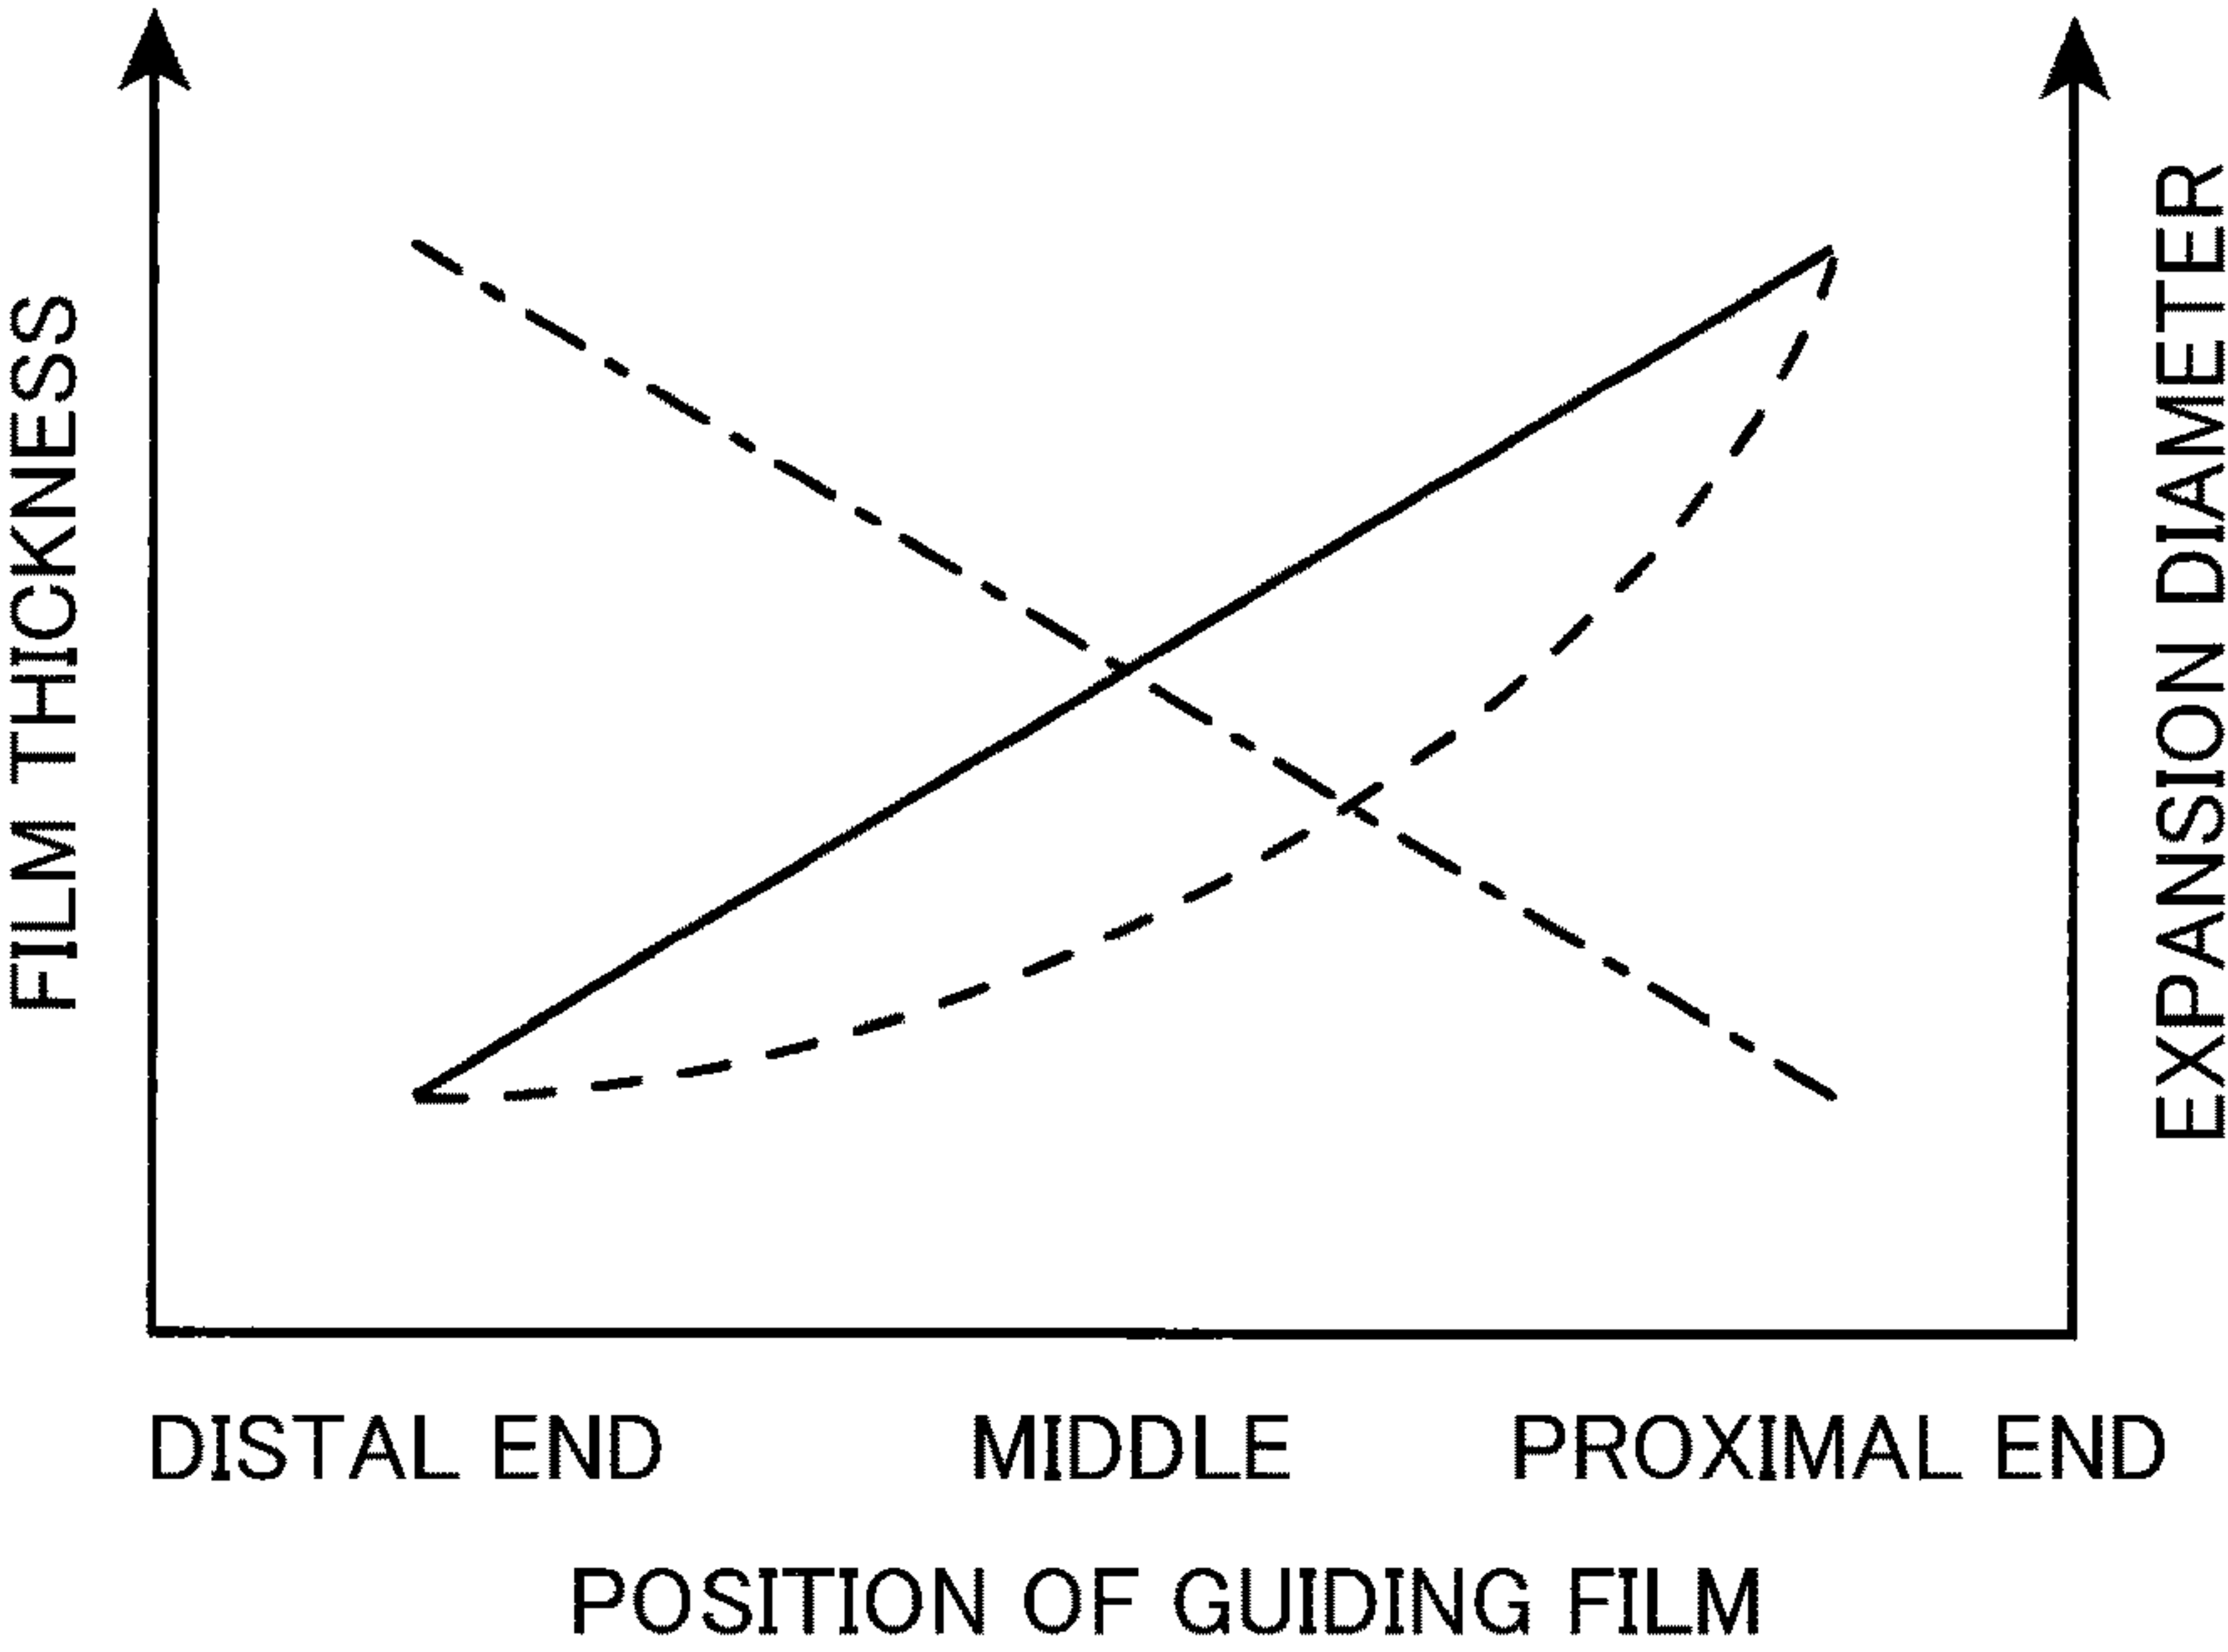 FILM THICKNESS
EXPANSION DIAMETER
DISTAL END MIDDLE PROXIMAL END
POSITION OF GUIDING FILM